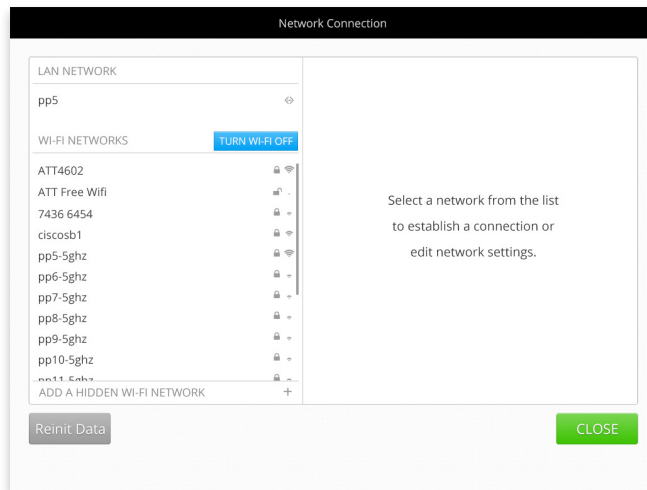 Network Connection
LAN NETWORK
pp5
WI-FI NETWORKS
TURN WI-FI OFF
ATT4602
ATT Free Wifi
7436 6454
ciscosb1
pp5-5ghz
pp6-5ghz
pp7-5ghz
pp8-5ghz
pp9-5ghz
pp10-5ghz
pp11-5ghz
ADD A HIDDEN WI-FI NETWORK +
Select a network from the list
to establish a connection or
edit network settings.
Reinit Data
CLOSE